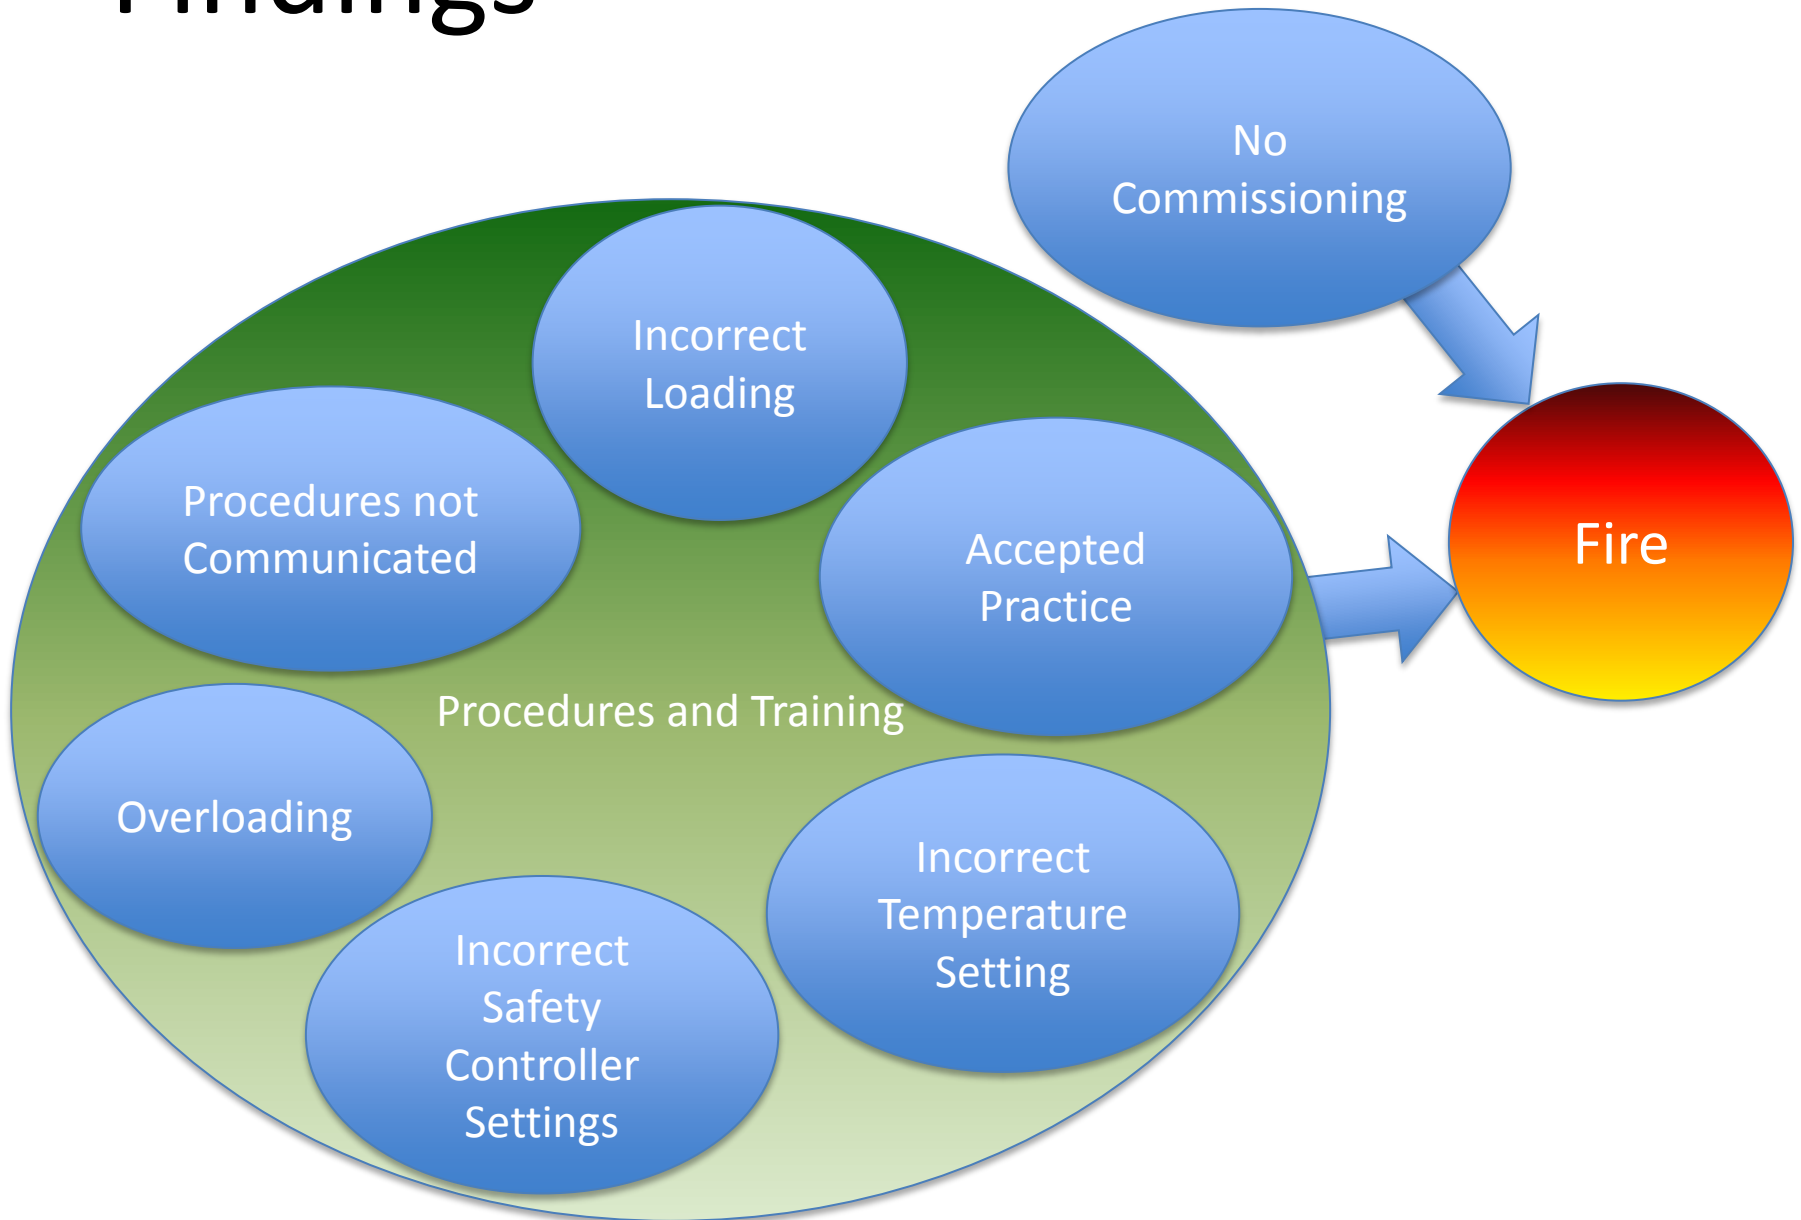 Findings
No
Commissioning
Incorrect
Loading
Procedures not
Communicated
Accepted
Practice
Fire
Procedures and Training
Overloading
Incorrect
Temperature
Setting
Incorrect
Safety
Controller
Settings